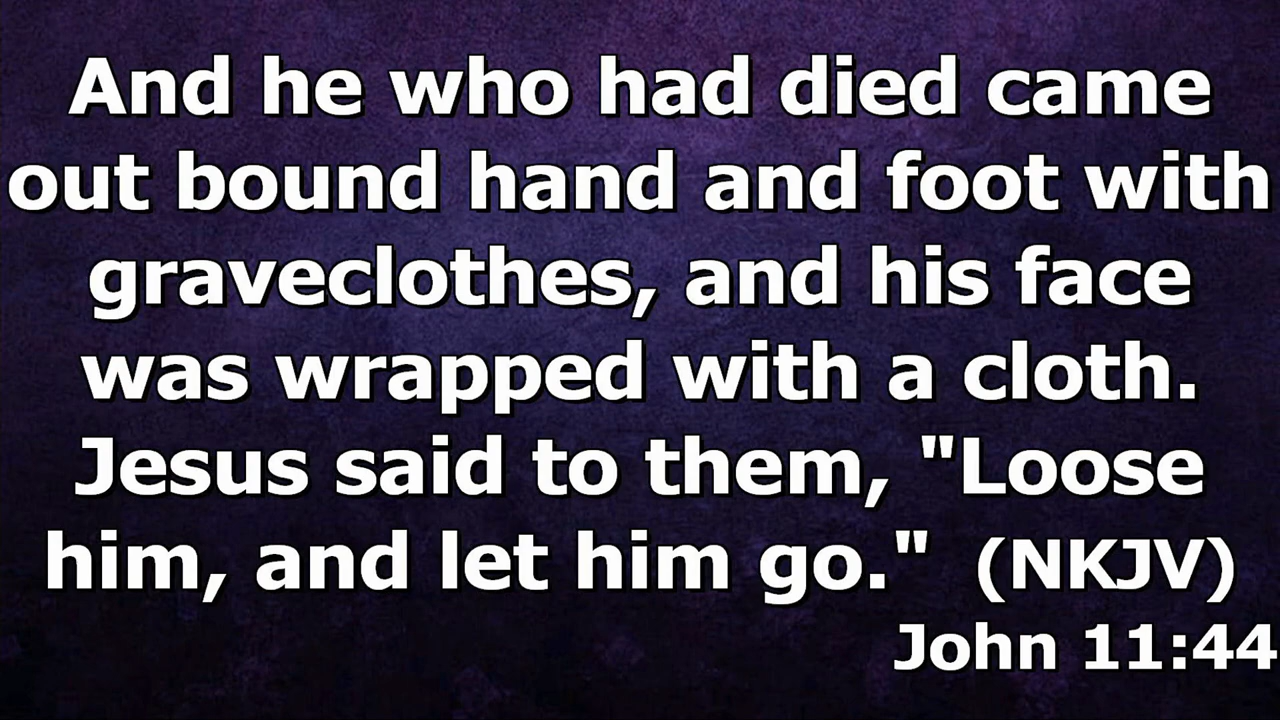 And he who had died came
out bound hand and foot with
graveclothes, and his face
was wrapped with a cloth.
Jesus said to them, "Loose
him, and let him go." (NKJV)
John 11:44